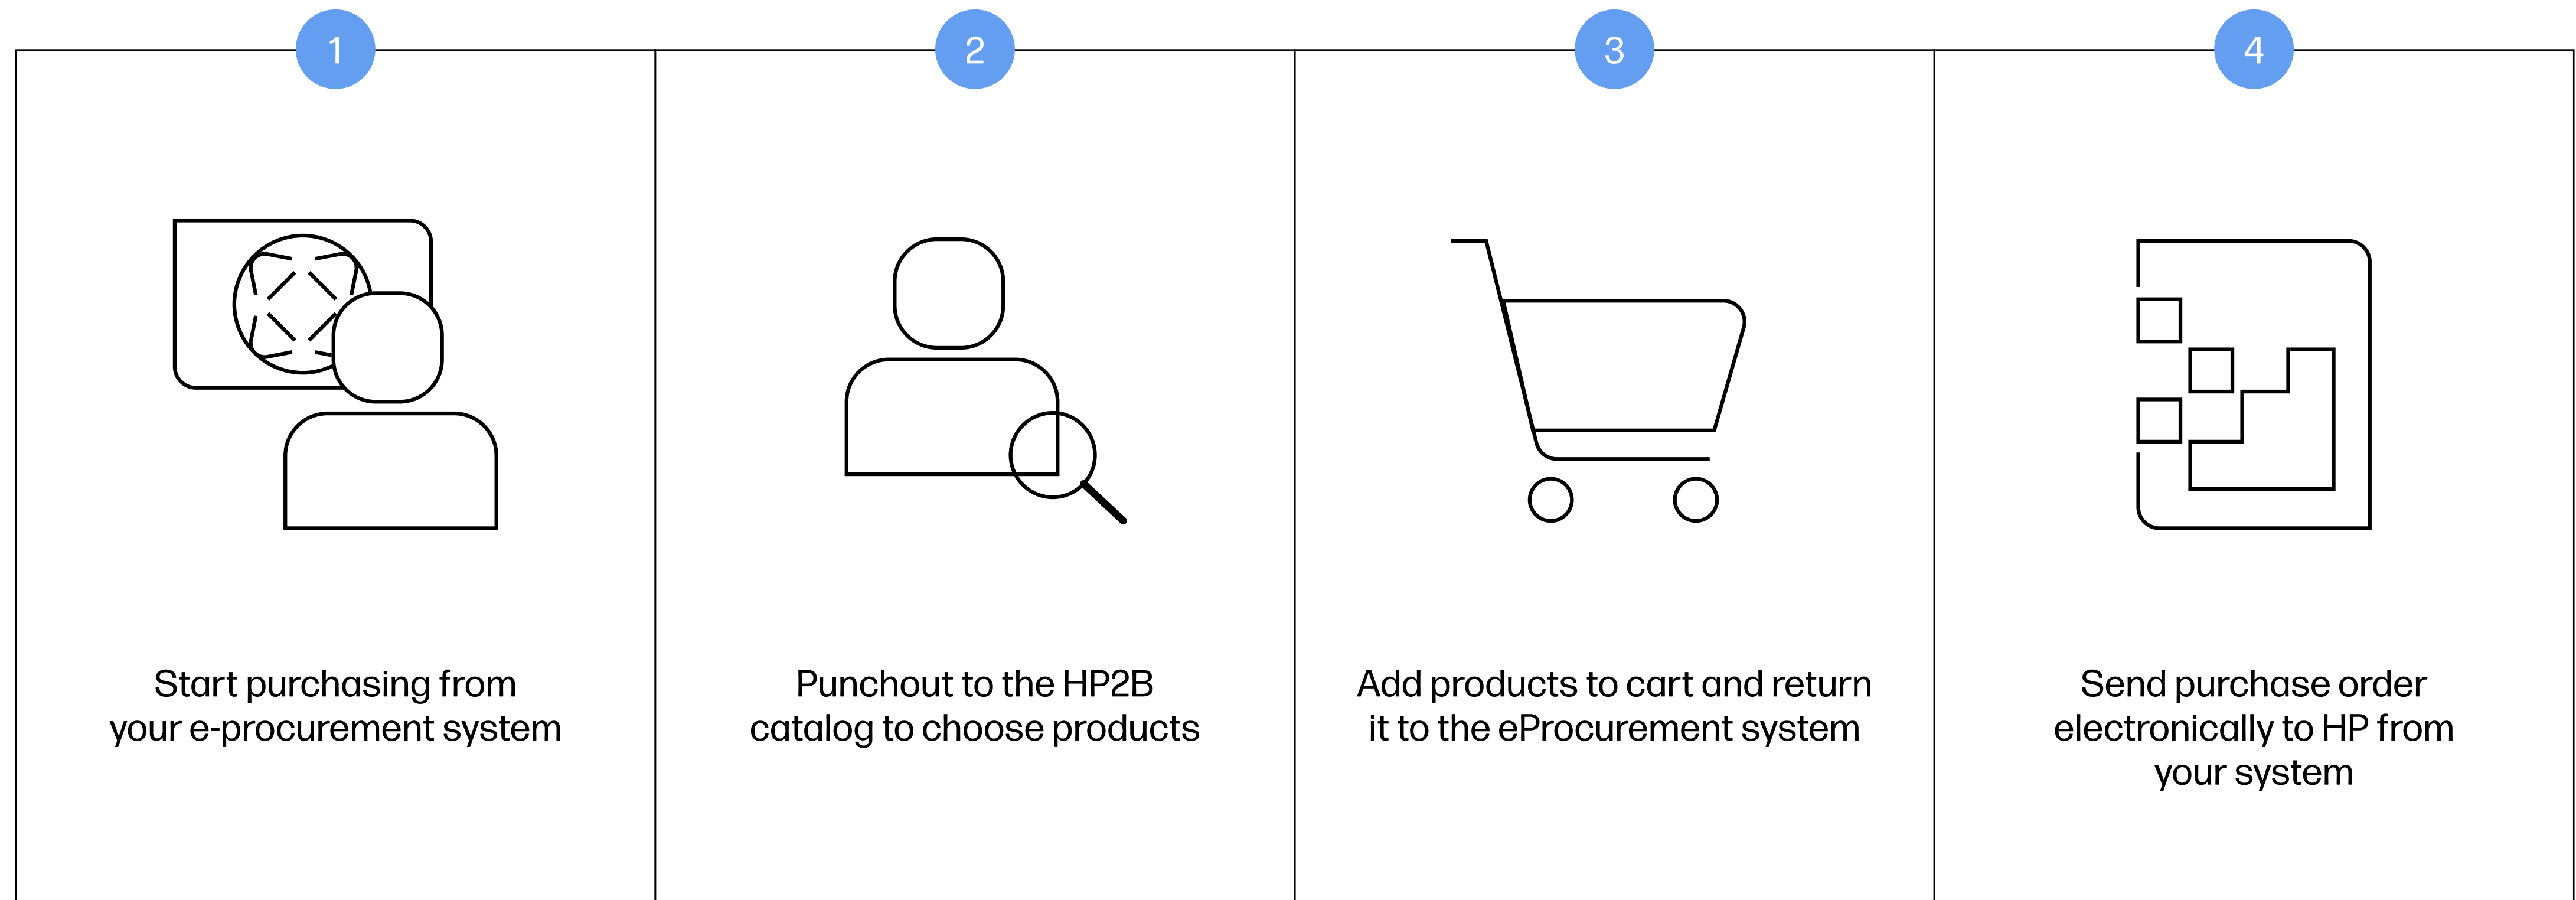 1
2
3
4
Start purchasing from
your e-procurement system
Punchout to the HP2B
catalog to choose products
Add products to cart and return
it to the eProcurement system
Send purchase order
electronically to HP from
your system